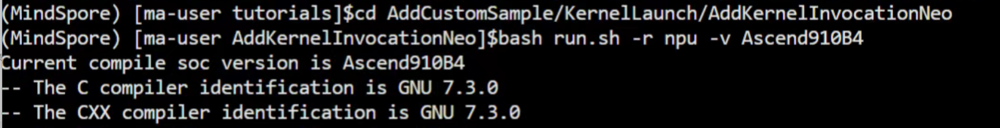 (MindSpore) [ma-user tutorials]$cd AddCustomSample/KernelLaunch/AddKernelInvocationNeo
(MindSpore) [ma-user AddKernelInvocationNeo]$bash run.sh -r npu -v Ascend910B4
Current compile soc version is Ascend910B4
-- The C compiler identification is GNU 7.3.0
-- The CXX compiler identification is GNU 7.3.0